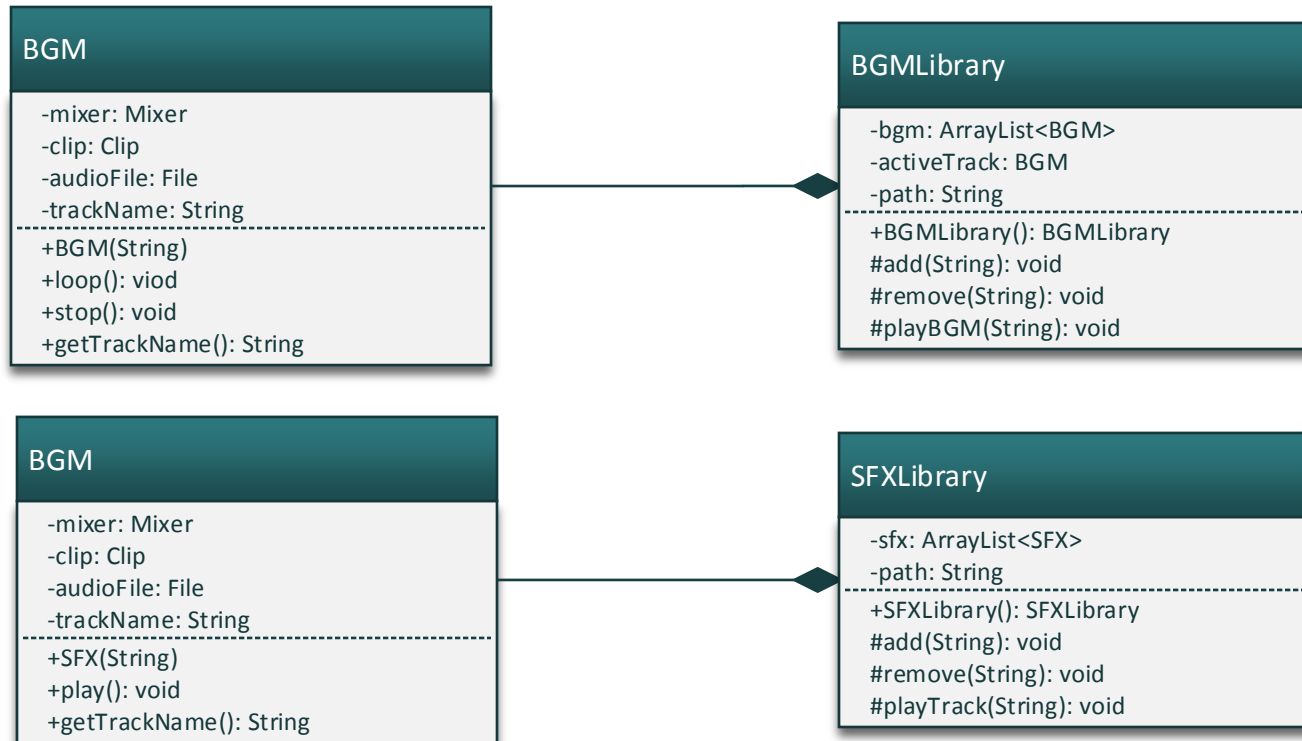 BGM
-mixer: Mixer
-clip: Clip
-audioFile: File
-trackName: String
+BGM(String)
+loop(): viod
+stop(): void
+getTrackName(): String
BGMLibrary
-bgm: ArrayList<BGM>
-activeTrack: BGM
-path: String
+BGMLibrary(): BGMLibrary
#add(String): void
#remove(String): void
#playBGM(String): void
BGM
-mixer: Mixer
-clip: Clip
-audioFile: File
-trackName: String
+SFX(String)
+play(): void
+getTrackName(): String
SFXLibrary
-sfx: ArrayList<SFX>
-path: String
+SFXLibrary(): SFXLibrary
#add(String): void
#remove(String): void
#playTrack(String): void